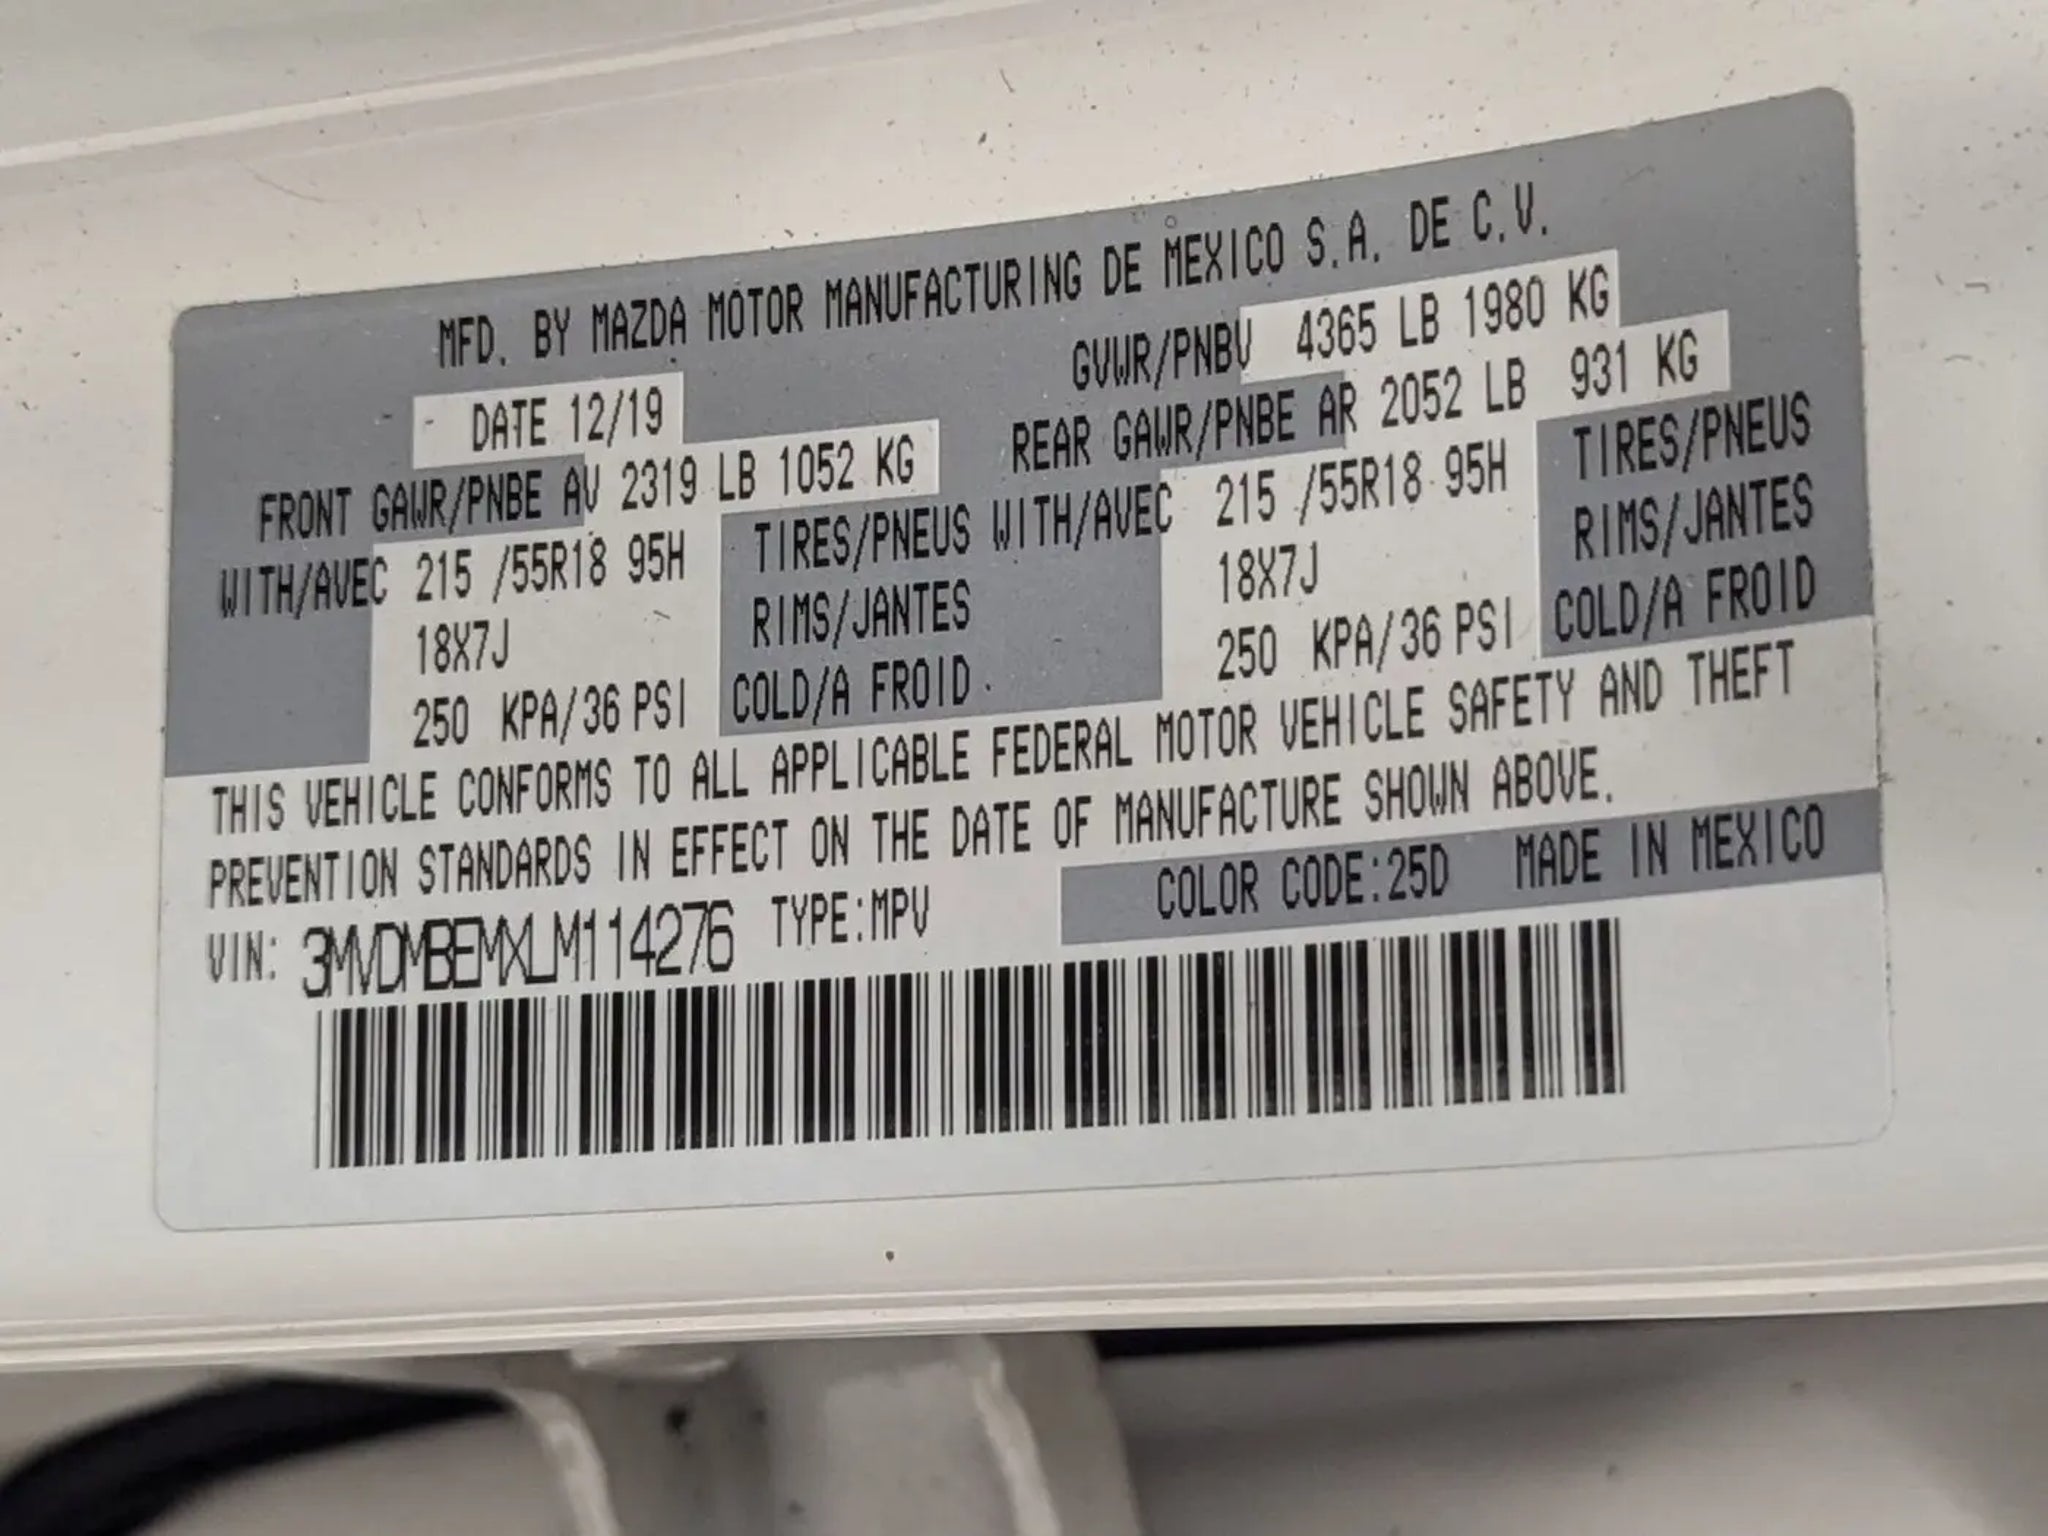 MFD. BY MAZDA MOTOR MANUFACTURING DE MEXICO S.A. DE C.V.
DATE 12/19 GVWR/PNBV 4365 LB 1980 KG
FRONT GAWR/PNBE AV 2319 LB 1052 KG REAR GAWR/PNBE AR 2052 LB 931 KG
WITH/AVEC 215 /55R18 95H TIRES/PNEUS WITH/AVEC 215 /55R18 95H TIRES/PNEUS
18X7J RIMS/JANTES 18X7J RIMS/JANTES
250 KPA/36 PSI COLD/A FROID 250 KPA/36 PSI COLD/A FROID
THIS VEHICLE CONFORMS TO ALL APPLICABLE FEDERAL MOTOR VEHICLE SAFETY AND THEFT
PREVENTION STANDARDS IN EFFECT ON THE DATE OF MANUFACTURE SHOWN ABOVE.
VIN: 3MVDMBEMXLM114276 TYPE:MPV COLOR CODE:25D MADE IN MEXICO